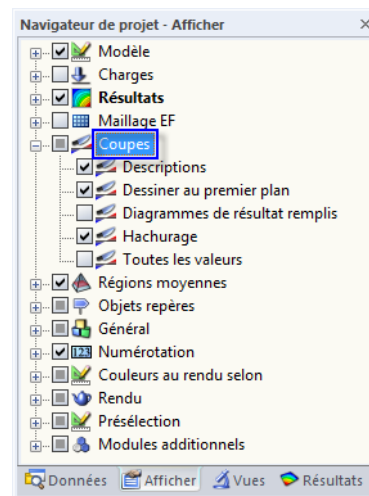 Navigateur de projet - Afficher
Modèle
Charges
Résultats
Maillage EF
Coupes
Descriptions
Dessiner au premier plan
Diagrammes de résultat remplis
Hachurage
Toutes les valeurs
Régions moyennes
Objets repères
Général
123 Numérotation
Couleurs au rendu selon
Rendu
Présélection
Modules additionnels
Données Afficher Vues Résultats